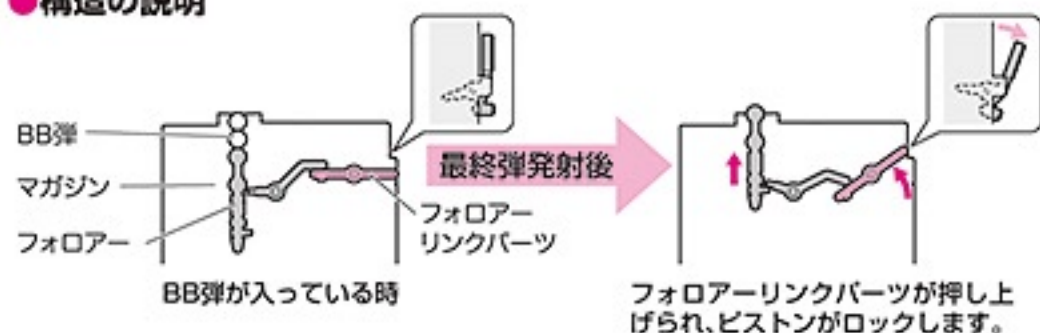 ●構造の説明
BB弾
マガジン
フォロアー
フォロアー
リンクパーツ
BB弾が入っている時
最終弾発射後
フォロアーリンクパーツが押し上
げられ、ピストンがロックします。